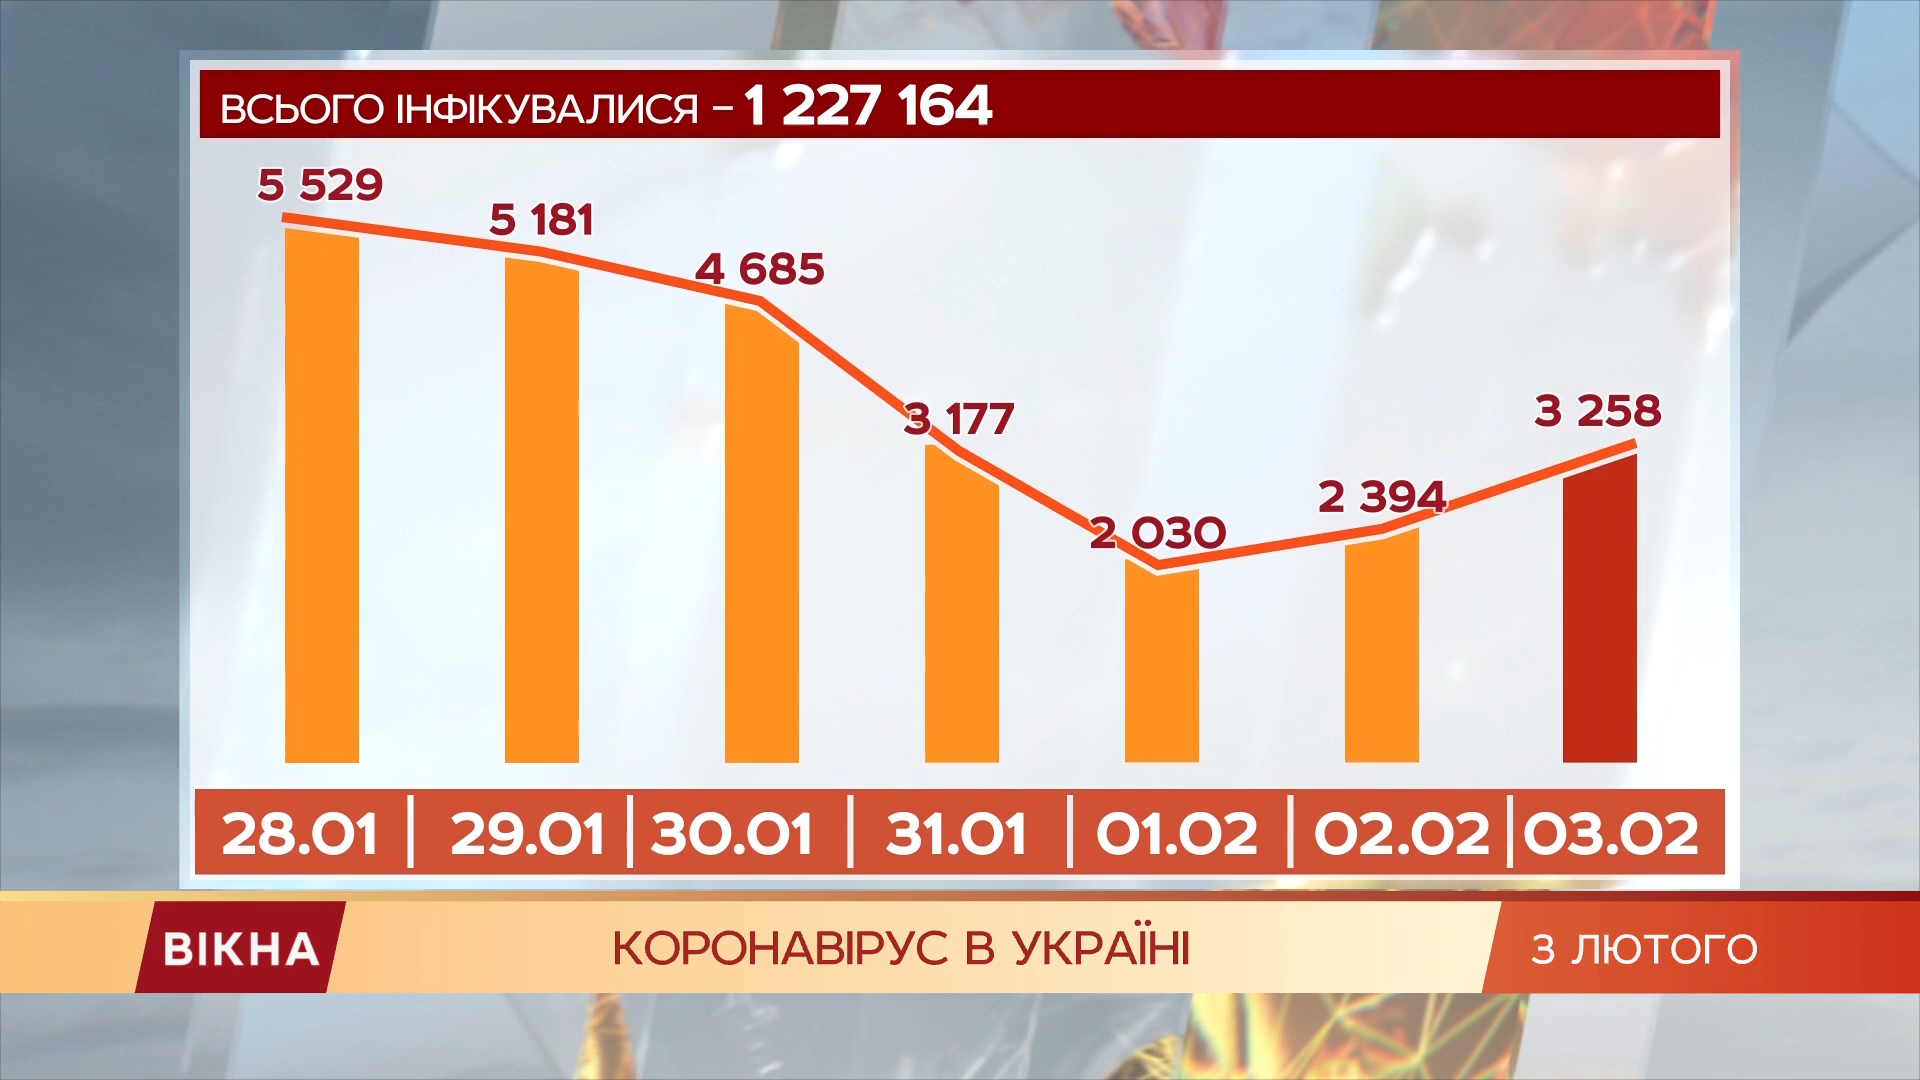 ВСЬОГО ІНФІКУВАЛИСЯ – 1 227 164
5 529
5 181
4 685
3 177
2 030
2 394
3 258
28.01 | 29.01 | 30.01 | 31.01 | 01.02 | 02.02 | 03.02
ВІКНА
КОРОНАВІРУС В УКРАЇНІ
3 ЛЮТОГО